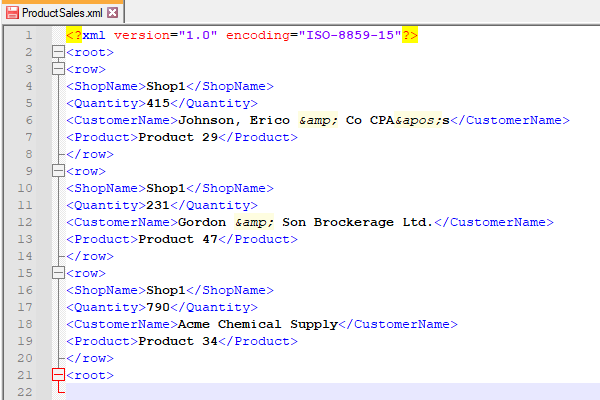 ProductSales.xml
1 <?xml version="1.0" encoding="ISO-8859-15"?>
2 <root>
3 <row>
4 <ShopName>Shop1</ShopName>
5 <Quantity>415</Quantity>
6 <CustomerName>Johnson, Erico &amp; Co CPA&apos;s</CustomerName>
7 <Product>Product 29</Product>
8 </row>
9 <row>
10 <ShopName>Shop1</ShopName>
11 <Quantity>231</Quantity>
12 <CustomerName>Gordon &amp; Son Brockerage Ltd.</CustomerName>
13 <Product>Product 47</Product>
14 </row>
15 <row>
16 <ShopName>Shop1</ShopName>
17 <Quantity>790</Quantity>
18 <CustomerName>Acme Chemical Supply</CustomerName>
19 <Product>Product 34</Product>
20 </row>
21 <root>
22